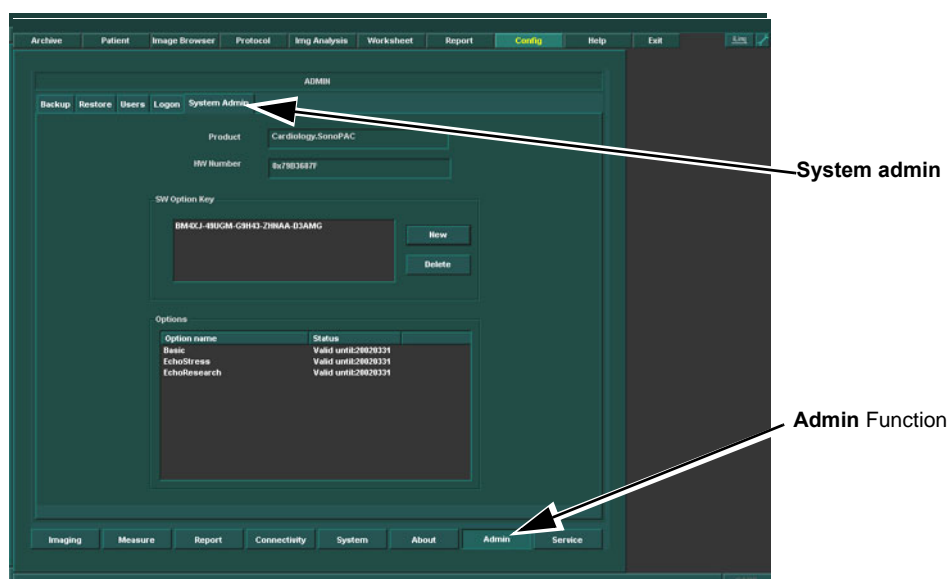 Archive Patient Image Browser Protocol Img Analysis Worksheet Report Config Help Exit
ADMIN
Backup Restore Users Logon System Admin
Product Cardiology.SonoPAC
System admin
HW Number 0x79B3687F
SW Option Key
BM4XJ-49UGM-G9H43-ZHNAA-D3AMG
New
Delete
Options
Option name Status
Basic Valid until:20020331
EchoStress Valid until:20020331
EchoResearch Valid until:20020331
Admin Function
Imaging Measure Report Connectivity System About Admin Service